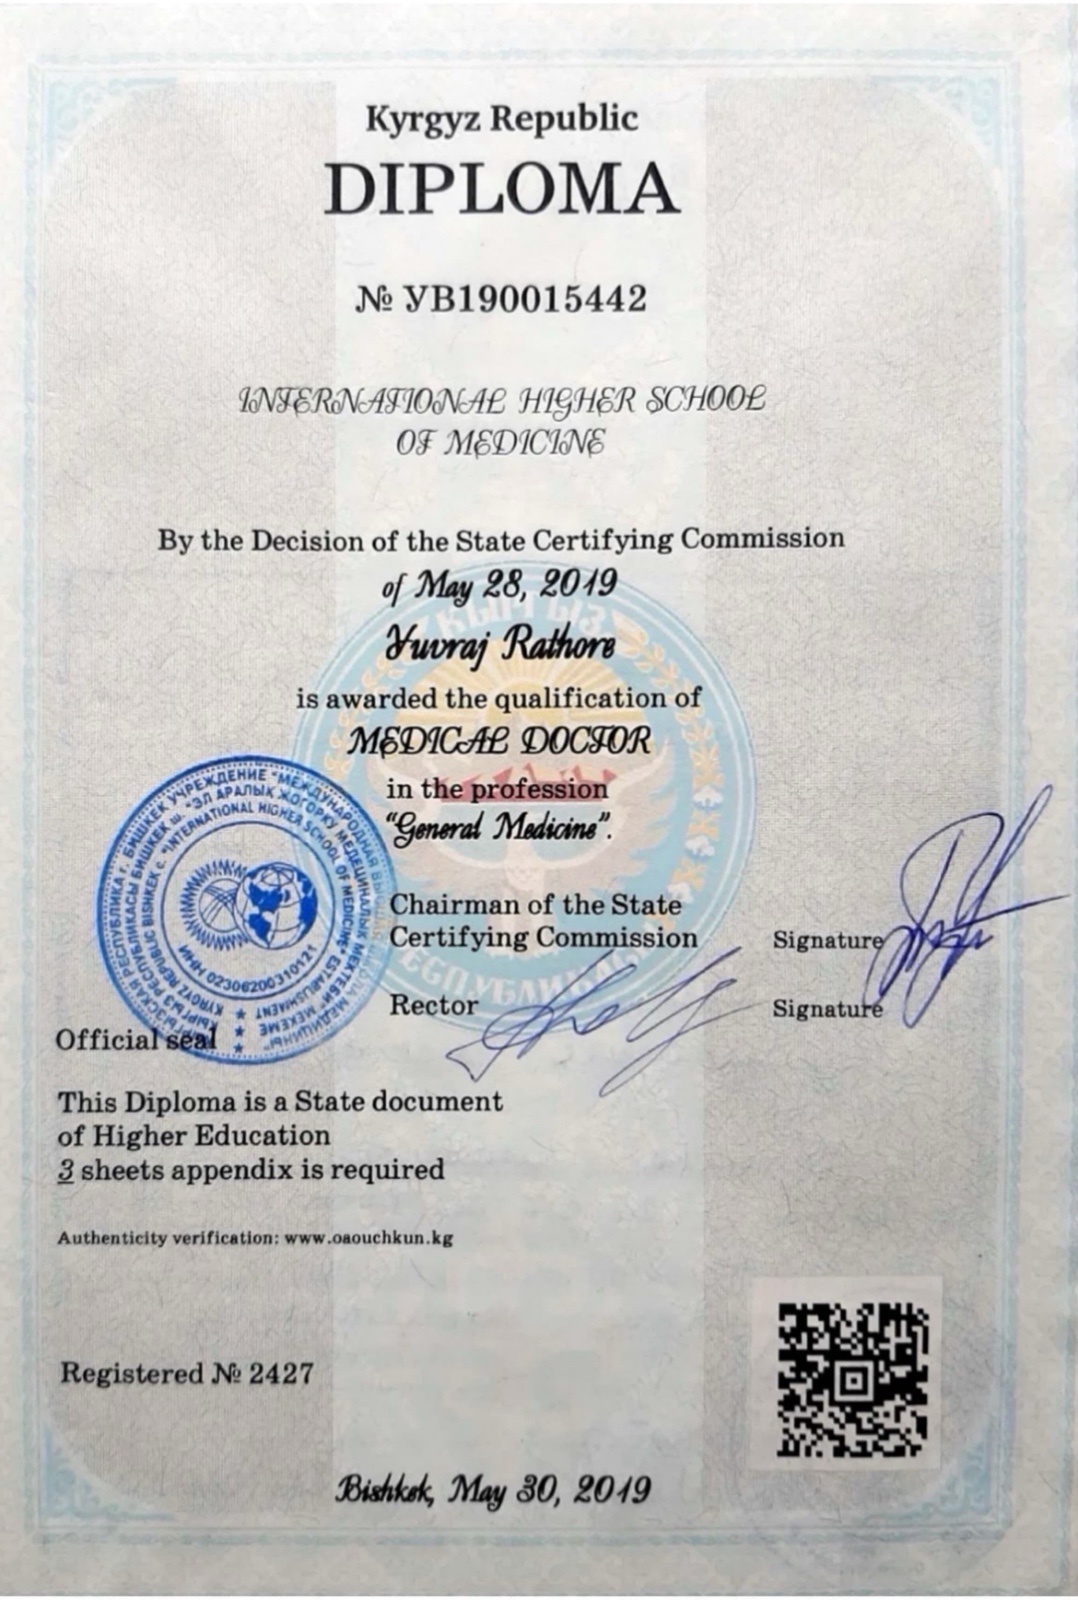 Kyrgyz Republic
DIPLOMA
№ УВ190015442
INTERNATIONAL HIGHER SCHOOL
OF MEDICINE
By the Decision of the State Certifying Commission
of May 28, 2019
Yuvraj Rathore
is awarded the qualification of
MEDICAL DOCTOR
in the profession
“General Medicine”.
Chairman of the State
Certifying Commission
Signature
Rector
Signature
Official seal
This Diploma is a State document
of Higher Education
3 sheets appendix is required
Authenticity verification: www.oaouchkun.kg
Registered № 2427
Bishkek, May 30, 2019